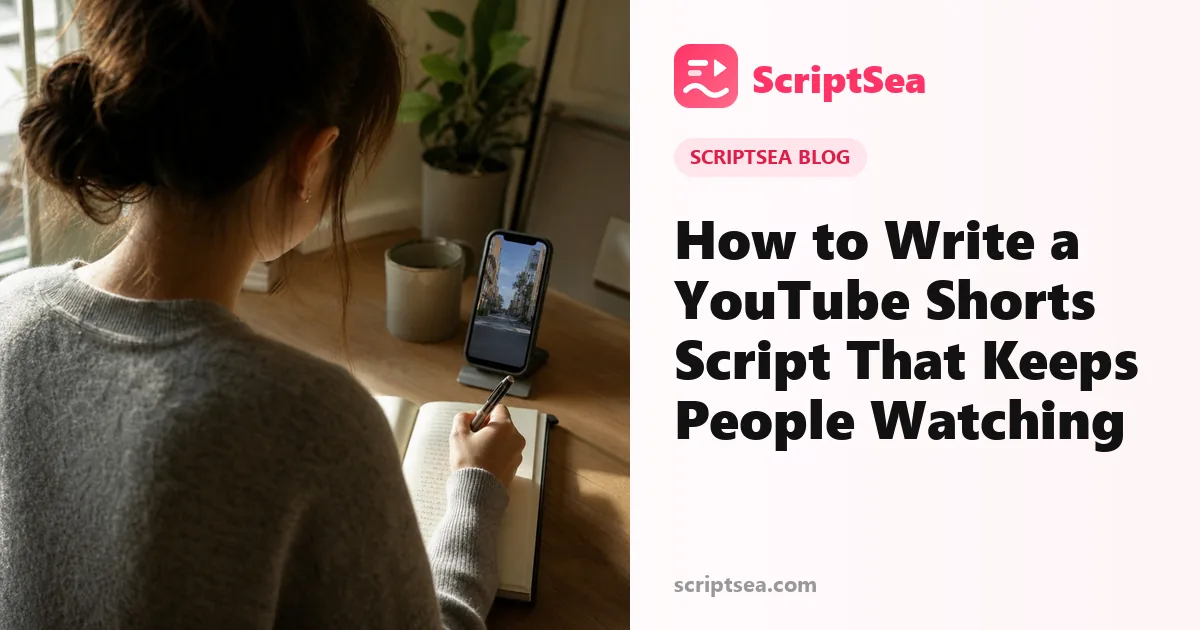 ScriptSea
SCRIPTSEA BLOG
How to Write a
YouTube Shorts
Script That Keeps
People Watching
scriptsea.com